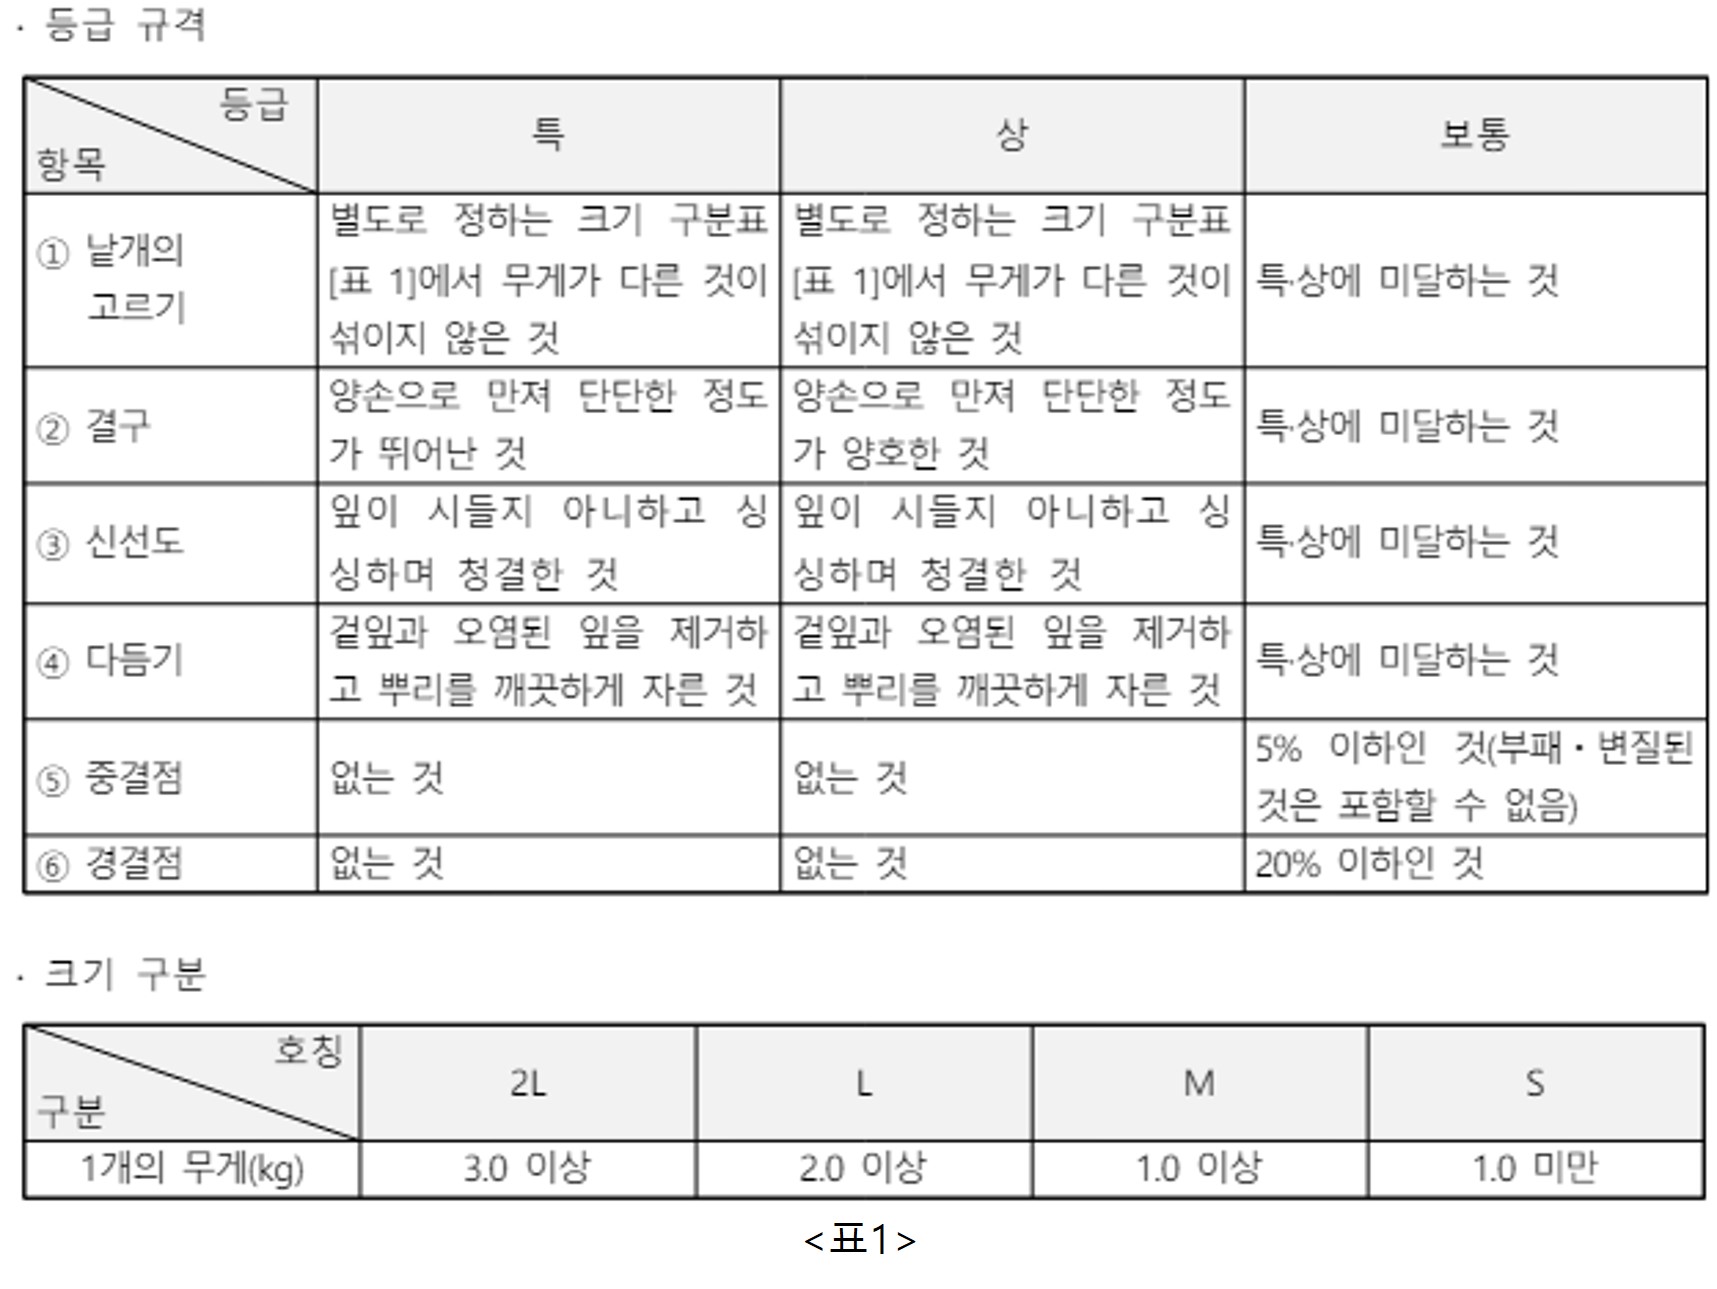 · 등급 규격
등급
항목
특
상
보통
① 낱개의
고르기
별도로 정하는 크기 구분표
[표 1]에서 무게가 다른 것이
섞이지 않은 것
별도로 정하는 크기 구분표
[표 1]에서 무게가 다른 것이
섞이지 않은 것
특·상에 미달하는 것
② 결구
양손으로 만져 단단한 정도
가 뛰어난 것
양손으로 만져 단단한 정도
가 양호한 것
특·상에 미달하는 것
③ 신선도
잎이 시들지 아니하고 싱
싱하며 청결한 것
잎이 시들지 아니하고 싱
싱하며 청결한 것
특·상에 미달하는 것
④ 다듬기
겉잎과 오염된 잎을 제거하
고 뿌리를 깨끗하게 자른 것
겉잎과 오염된 잎을 제거하
고 뿌리를 깨끗하게 자른 것
특·상에 미달하는 것
⑤ 중결점
없는 것
없는 것
5% 이하인 것(부패·변질된
것은 포함할 수 없음)
⑥ 경결점
없는 것
없는 것
20% 이하인 것
· 크기 구분
호칭
구분
2L
L
M
S
1개의 무게(kg)
3.0 이상
2.0 이상
1.0 이상
1.0 미만
<표1>